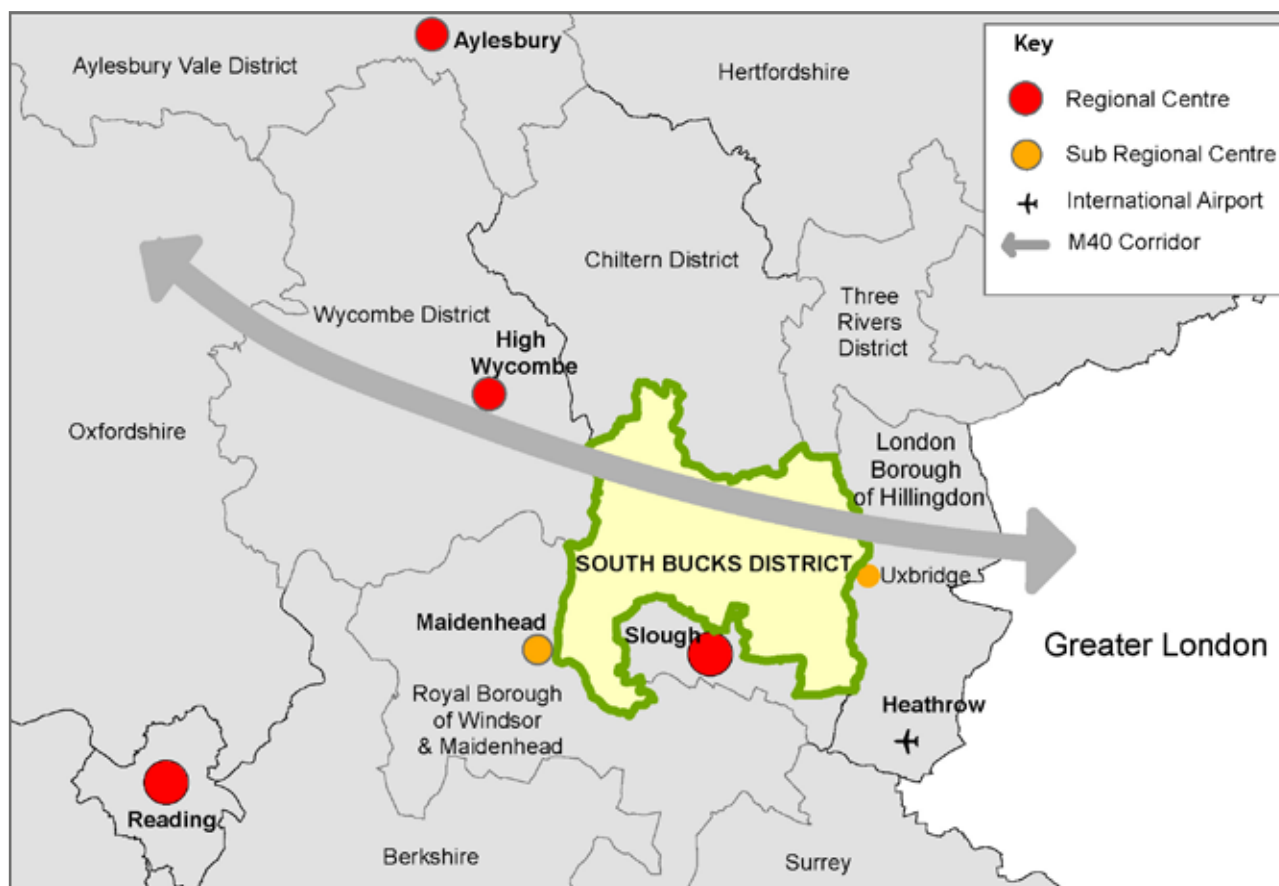 Aylesbury
Aylesbury Vale District
Hertfordshire
Key
Regional Centre
Sub Regional Centre
International Airport
M40 Corridor
Chiltern District
Three
Rivers
District
Wycombe District
High
Wycombe
Oxfordshire
London
Borough
of Hillingdon
SOUTH BUCKS DISTRICT
Uxbridge
Maidenhead
Slough
Greater London
Royal Borough
of Windsor
& Maidenhead
Heathrow
Reading
Berkshire
Surrey